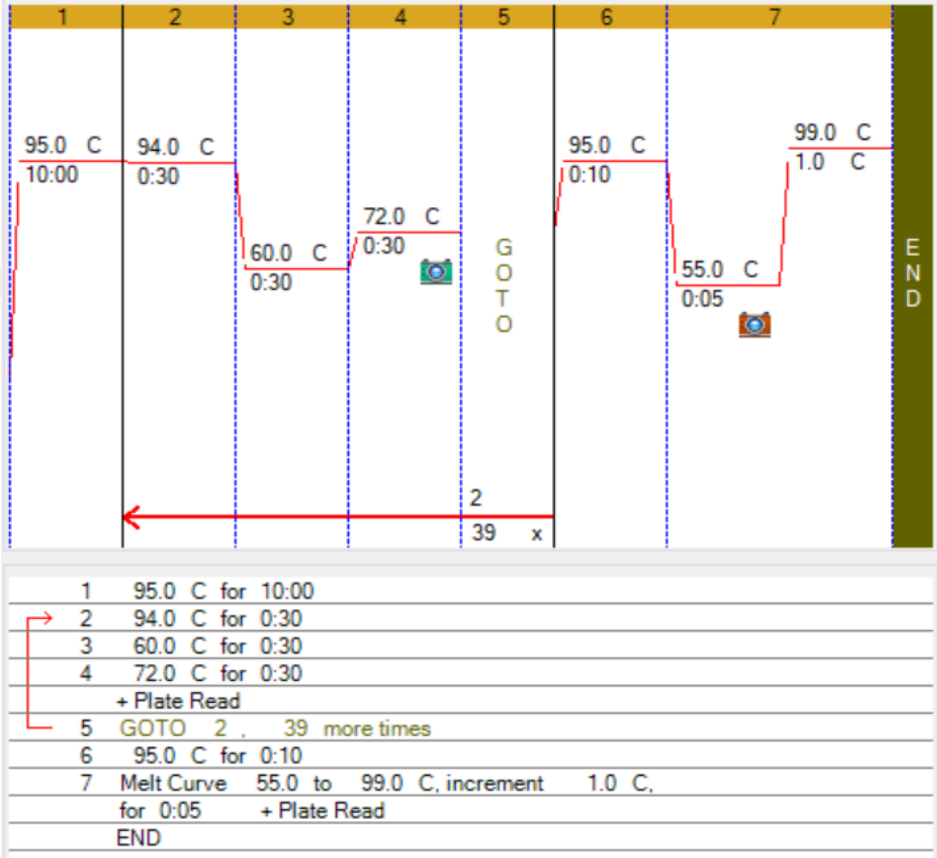 1 2 3 4 5 6 7
95.0 C 94.0 C 95.0 C 99.0 C
10:00 0:30 0:10 1.0 C
72.0 C
60.0 C 0:30 55.0 C
0:30 0:05
GOTO
END
2
39 x
1 95.0 C for 10:00
2 94.0 C for 0:30
3 60.0 C for 0:30
4 72.0 C for 0:30
+ Plate Read
5 GOTO 2 , 39 more times
6 95.0 C for 0:10
7 Melt Curve 55.0 to 99.0 C, increment 1.0 C,
for 0:05 + Plate Read
END